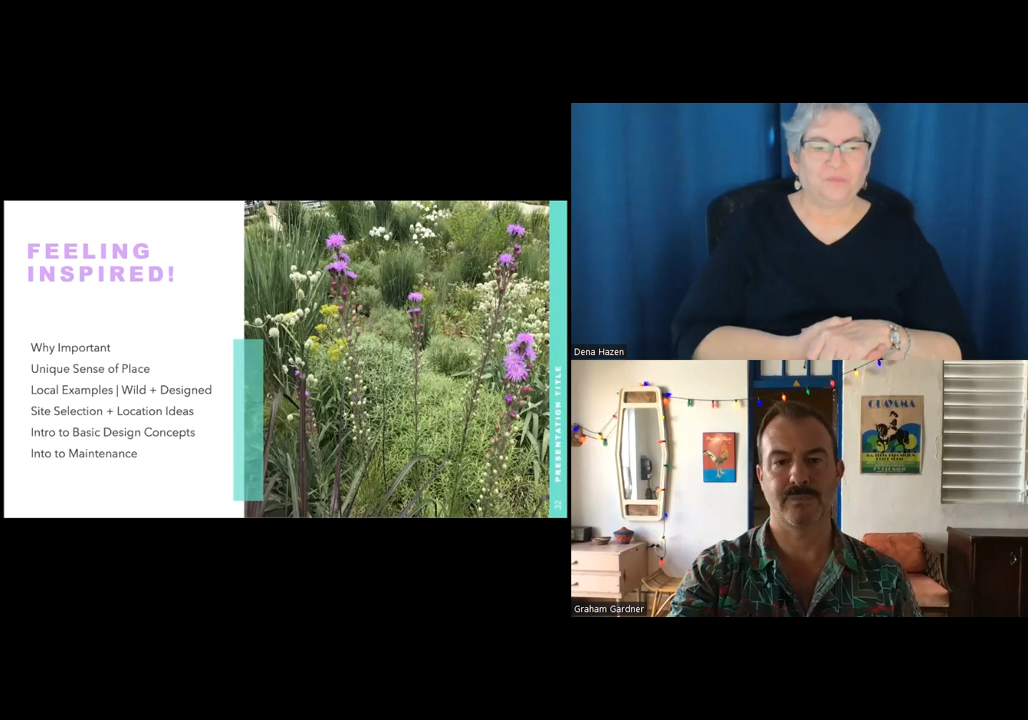 FEELING
INSPIRED!
Why Important
Unique Sense of Place
Local Examples | Wild + Designed
Site Selection + Location Ideas
Intro to Basic Design Concepts
Into to Maintenance
PRESENTATION TITLE
32
Dena Hazen
GUAYAMA
Graham Gardner